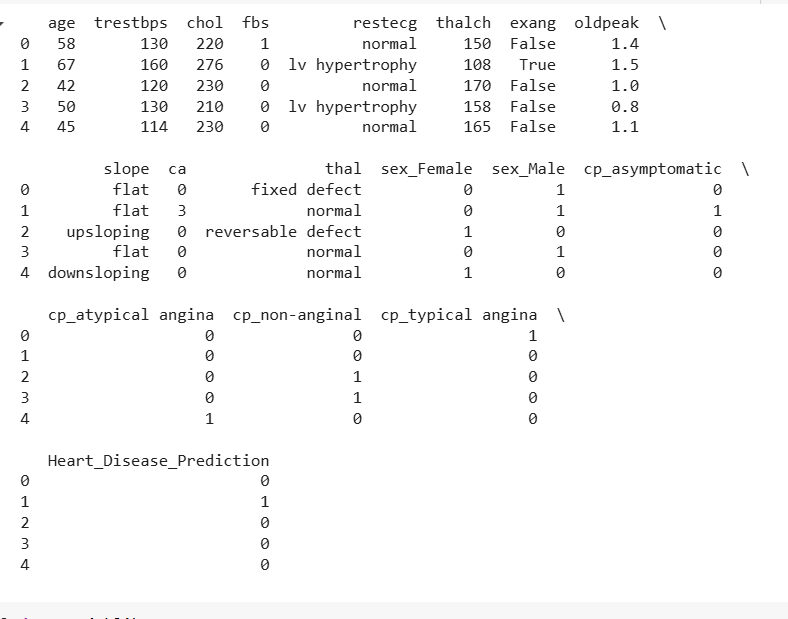 age trestbps chol fbs restecg thalch exang oldpeak \
0 58 130 220 1 normal 150 False 1.4
1 67 160 276 0 lv hypertrophy 108 True 1.5
2 42 120 230 0 normal 170 False 1.0
3 50 130 210 0 lv hypertrophy 158 False 0.8
4 45 114 230 0 normal 165 False 1.1
slope ca thal sex_Female sex_Male cp_asymptomatic \
0 flat 0 fixed defect 0 1 0
1 flat 3 normal 0 1 1
2 upsloping 0 reversable defect 1 0 0
3 flat 0 normal 0 1 0
4 downsloping 0 normal 1 0 0
cp_atypical angina cp_non-anginal cp_typical angina \
0 0 0 1
1 0 0 0
2 0 1 0
3 0 1 0
4 1 0 0
Heart_Disease_Prediction
0 0
1 1
2 0
3 0
4 0